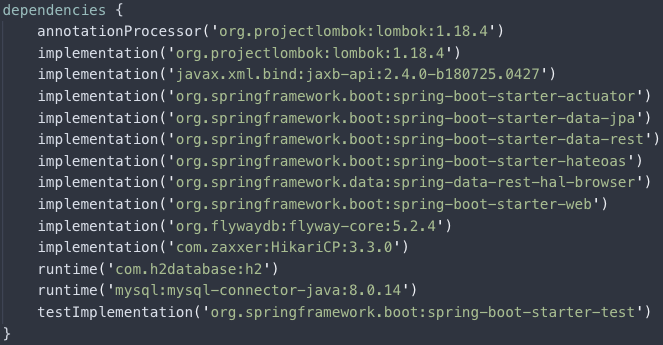 dependencies {
    annotationProcessor('org.projectlombok:lombok:1.18.4')
    implementation('org.projectlombok:lombok:1.18.4')
    implementation('javax.xml.bind:jaxb-api:2.4.0-b180725.0427')
    implementation('org.springframework.boot:spring-boot-starter-actuator')
    implementation('org.springframework.boot:spring-boot-starter-data-jpa')
    implementation('org.springframework.boot:spring-boot-starter-data-rest')
    implementation('org.springframework.boot:spring-boot-starter-hateoas')
    implementation('org.springframework.data:spring-data-rest-hal-browser')
    implementation('org.springframework.boot:spring-boot-starter-web')
    implementation('org.flywaydb:flyway-core:5.2.4')
    implementation('com.zaxxer:HikariCP:3.3.0')
    runtime('com.h2database:h2')
    runtime('mysql:mysql-connector-java:8.0.14')
    testImplementation('org.springframework.boot:spring-boot-starter-test')
}